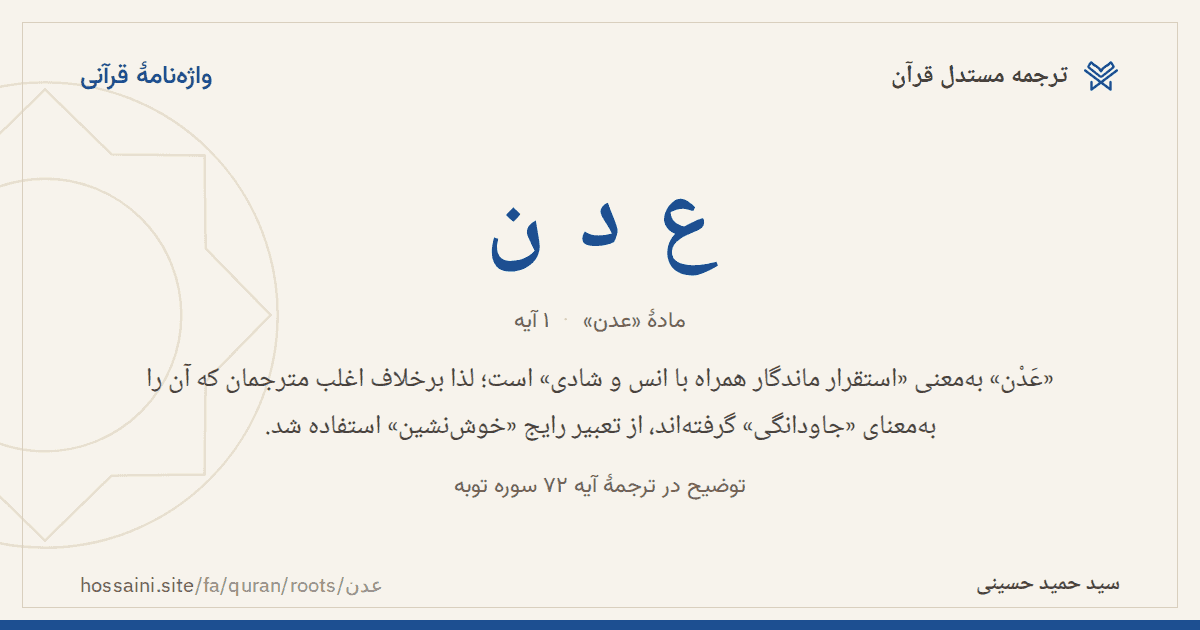 ترجمه مستدل قرآن
واژه‌نامهٔ قرآنی
ع د ن
مادهٔ «عدن» · ۱ آیه
«عَدْن» به‌معنی «استقرار ماندگار همراه با انس و شادی» است؛ لذا برخلاف اغلب مترجمان که آن را
به‌معنای «جاودانگی» گرفته‌اند، از تعبیر رایج «خوش‌نشین» استفاده شد.
توضیح در ترجمهٔ آیه ۷۲ سوره توبه
سید حمید حسینی
hossaini.site/fa/quran/roots/عدن